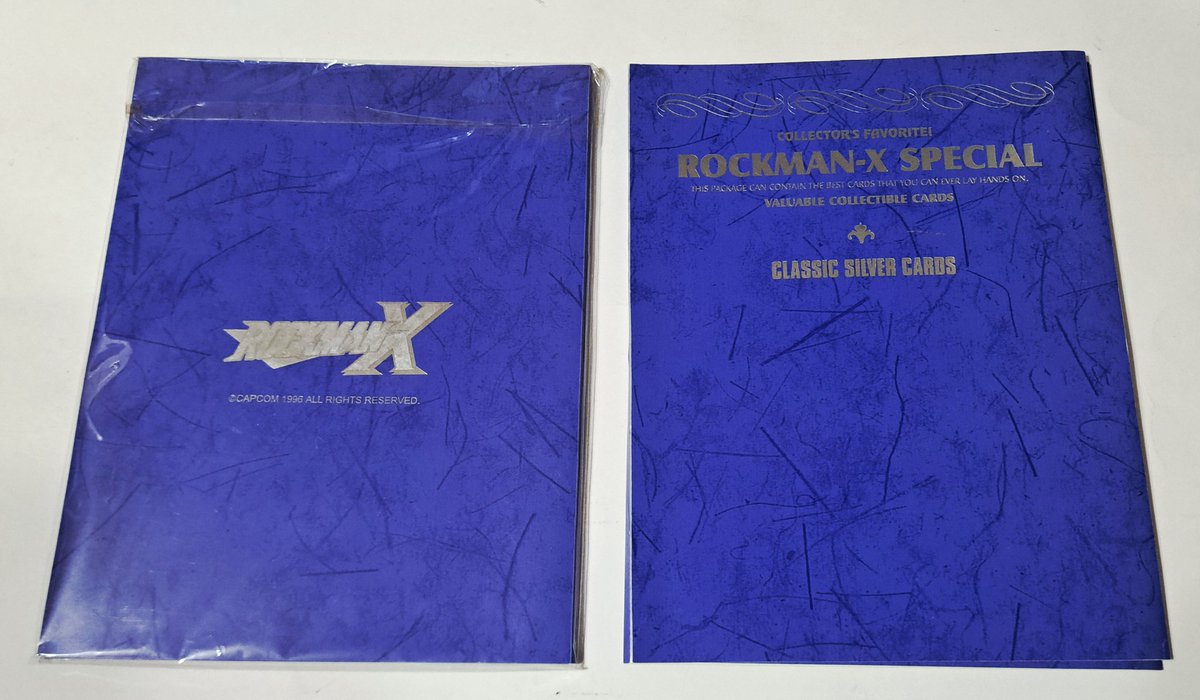 ROCKMAN X
©CAPCOM 1996 ALL RIGHTS RESERVED.
COLLECTOR'S FAVORITE!
ROCKMAN-X SPECIAL
THIS PACKAGE CAN CONTAIN THE BEST CARDS THAT YOU CAN EVER LAY HANDS ON.
VALUABLE COLLECTIBLE CARDS
CLASSIC SILVER CARDS